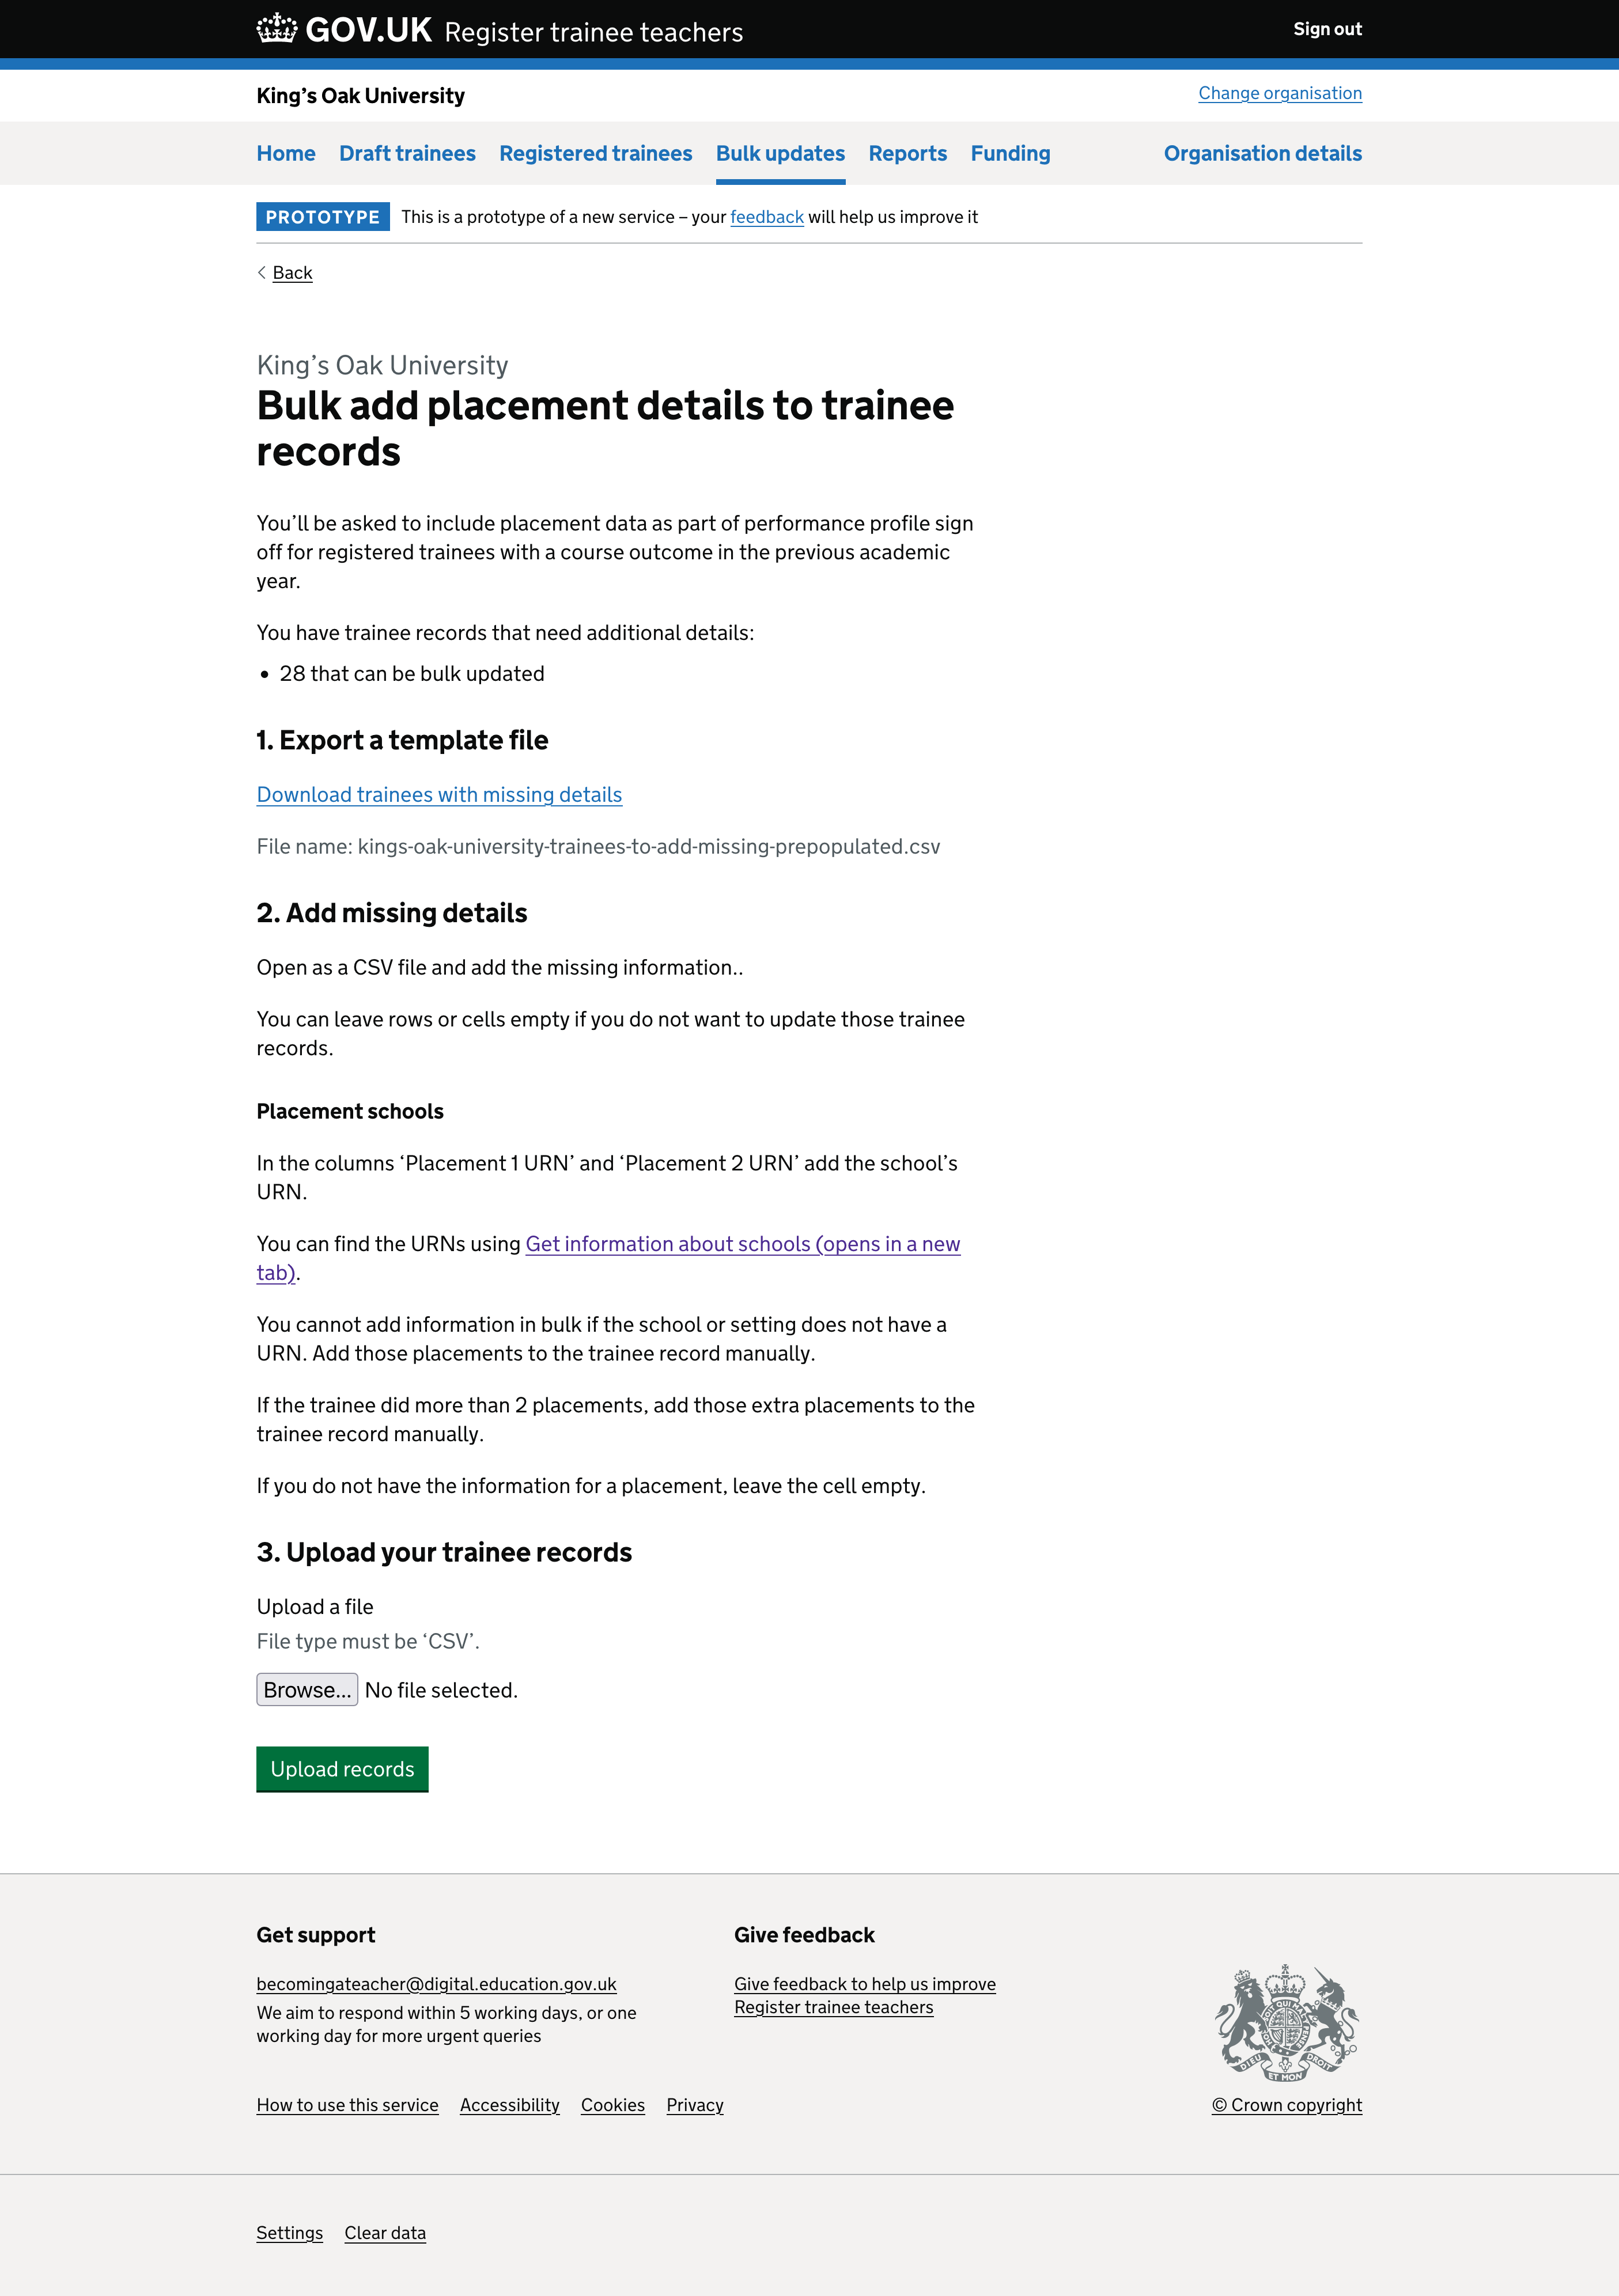 GOV.UK Register trainee teachers
Sign out
King’s Oak University
Change organisation
Home Draft trainees Registered trainees Bulk updates Reports Funding Organisation details
PROTOTYPE This is a prototype of a new service – your feedback will help us improve it
Back
King’s Oak University
Bulk add placement details to trainee
records
You’ll be asked to include placement data as part of performance profile sign
off for registered trainees with a course outcome in the previous academic
year.
You have trainee records that need additional details:
• 28 that can be bulk updated
1. Export a template file
Download trainees with missing details
File name: kings-oak-university-trainees-to-add-missing-prepopulated.csv
2. Add missing details
Open as a CSV file and add the missing information..
You can leave rows or cells empty if you do not want to update those trainee
records.
Placement schools
In the columns ‘Placement 1 URN’ and ‘Placement 2 URN’ add the school’s
URN.
You can find the URNs using Get information about schools (opens in a new
tab).
You cannot add information in bulk if the school or setting does not have a
URN. Add those placements to the trainee record manually.
If the trainee did more than 2 placements, add those extra placements to the
trainee record manually.
If you do not have the information for a placement, leave the cell empty.
3. Upload your trainee records
Upload a file
File type must be ‘CSV’.
Browse... No file selected.
Upload records
Get support
becomingateacher@digital.education.gov.uk
We aim to respond within 5 working days, or one
working day for more urgent queries
Give feedback
Give feedback to help us improve
Register trainee teachers
DIEU ET MON DROIT
How to use this service Accessibility Cookies Privacy
© Crown copyright
Settings Clear data